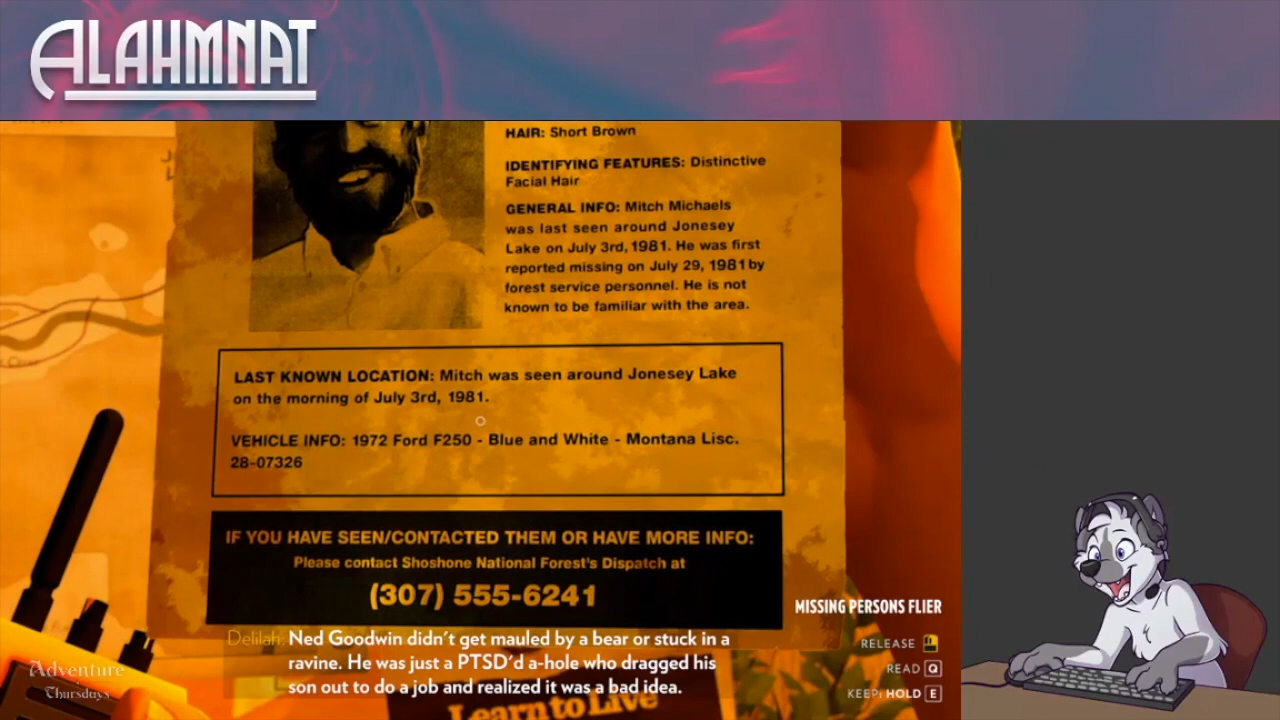 ALAHMNAT
HAIR: Short Brown
IDENTIFYING FEATURES: Distinctive
Facial Hair
GENERAL INFO: Mitch Michaels
was last seen around Jonesey
Lake on July 3rd, 1981. He was first
reported missing on July 29, 1981 by
forest service personnel. He is not
known to be familiar with the area.
LAST KNOWN LOCATION: Mitch was seen around Jonesey Lake
on the morning of July 3rd, 1981.
VEHICLE INFO: 1972 Ford F250 - Blue and White - Montana Lisc.
28-07326
IF YOU HAVE SEEN/CONTACTED THEM OR HAVE MORE INFO:
Please contact Shoshone National Forest's Dispatch at
(307) 555-6241
MISSING PERSONS FLIER
RELEASE
READ Q
KEEP: HOLD E
Delilah: Ned Goodwin didn't get mauled by a bear or stuck in a
ravine. He was just a PTSD'd a-hole who dragged his
son out to do a job and realized it was a bad idea.
Adventure
Thursdays
Learn to Live